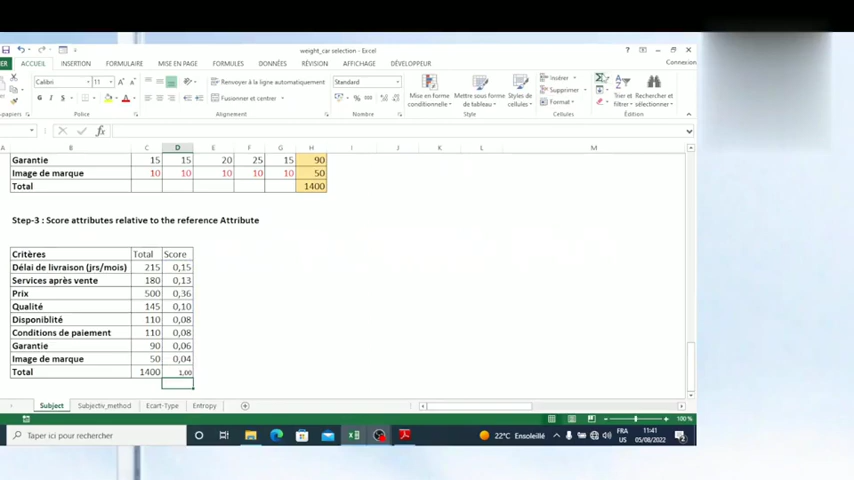 weight_car selection - Excel
ACCUEIL INSERTION FORMULAIRE MISE EN PAGE FORMULES DONNÉES RÉVISION AFFICHAGE DÉVELOPPEUR
Connexion
Calibri 11 Renvoyer à la ligne automatiquement Standard Insérer
G I S Fusionner et centrer Mise en forme conditionnelle Mettre sous forme de tableau Styles de cellules Supprimer Format Trier et filtrer Rechercher et sélectionner
Police Alignement Nombre Style Cellules Édition
A B C D E F G H I J K L M
Garantie 15 15 20 25 15 90
Image de marque 10 10 10 10 10 50
Total 1400
Step-3 : Score attributes relative to the reference Attribute
Critères Total Score
Délai de livraison (jrs/mois) 215 0,15
Services après vente 180 0,13
Prix 500 0,36
Qualité 145 0,10
Disponiblité 110 0,08
Conditions de paiement 110 0,08
Garantie 90 0,06
Image de marque 50 0,04
Total 1400 1,00
Subject Subjectiv_method Ecart-Type Entropy
100 %
Taper ici pour rechercher
22°C Ensoleillé
FRA
US
11:41
05/08/2022